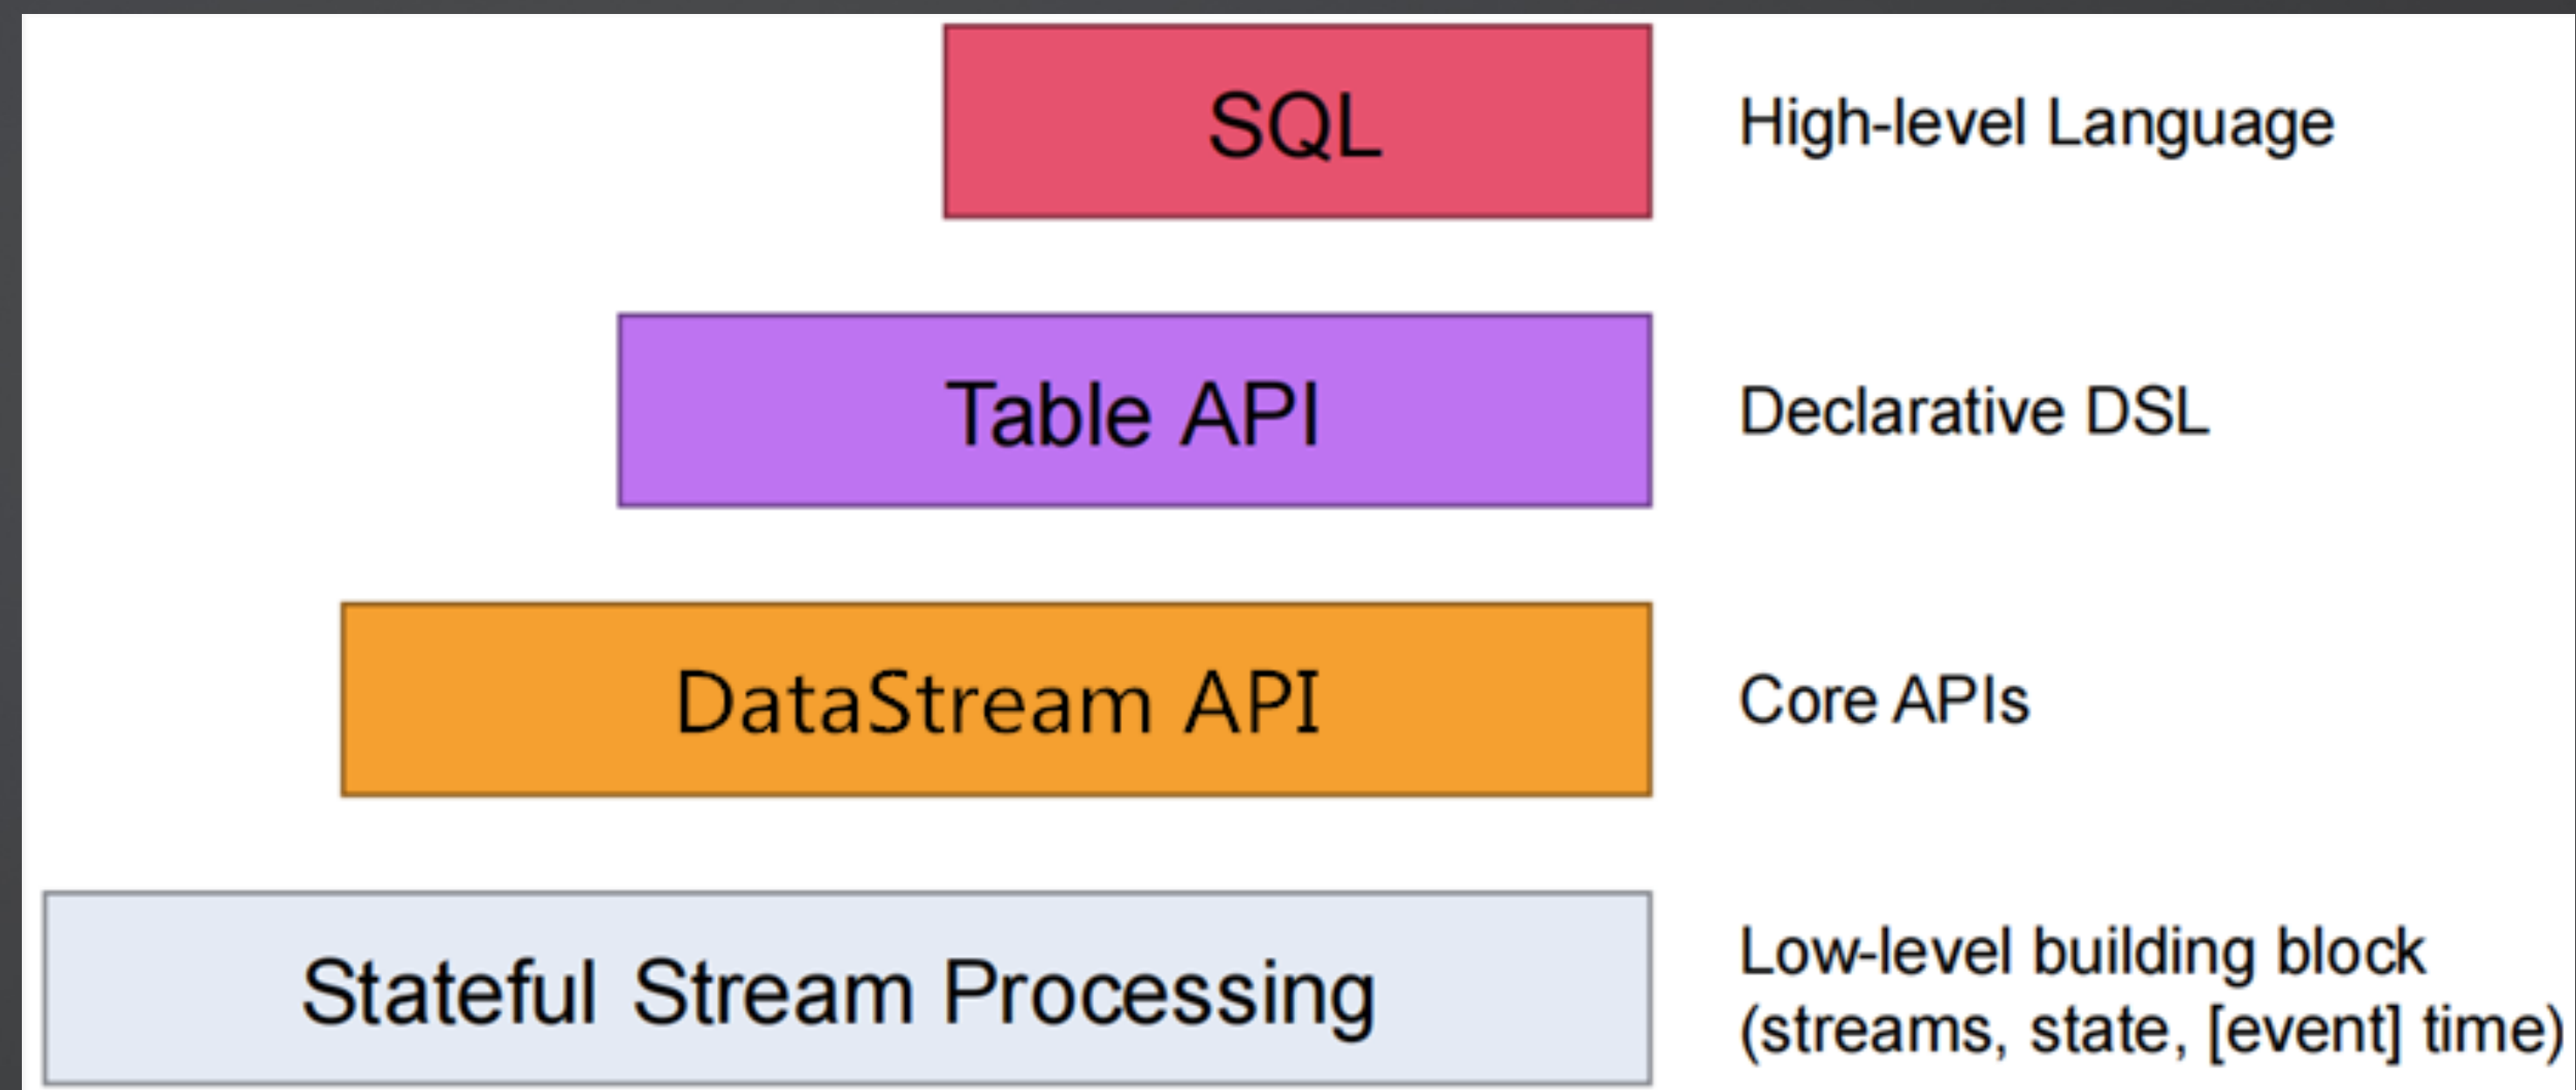 SQL
High-level Language
Table API
Declarative DSL
DataStream API
Core APIs
Stateful Stream Processing
Low-level building block
(streams, state, [event] time)